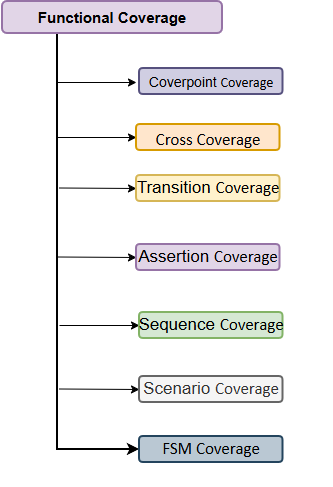 Functional Coverage
Coverpoint Coverage
Cross Coverage
Transition Coverage
Assertion Coverage
Sequence Coverage
Scenario Coverage
FSM Coverage